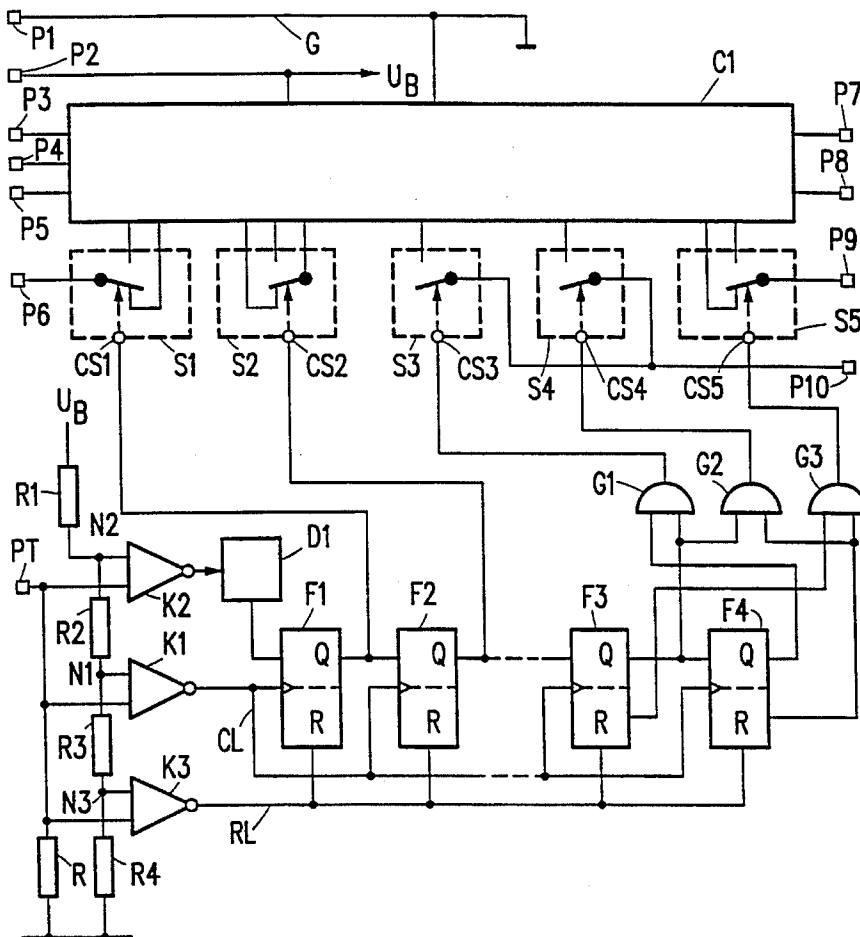 P1
G
P2
U_B
C1
P3
P7
P4
P8
P5
P6
P9
CS1
S1
S2
CS2
S3
CS3
S4
CS4
CS5
S5
P10
U_B
R1
G1
G2
G3
N2
PT
D1
K2
F1
F2
F3
F4
R2
K1
Q
Q
Q
Q
N1
R
R
R
R
R3
CL
K3
N3
RL
R
R4